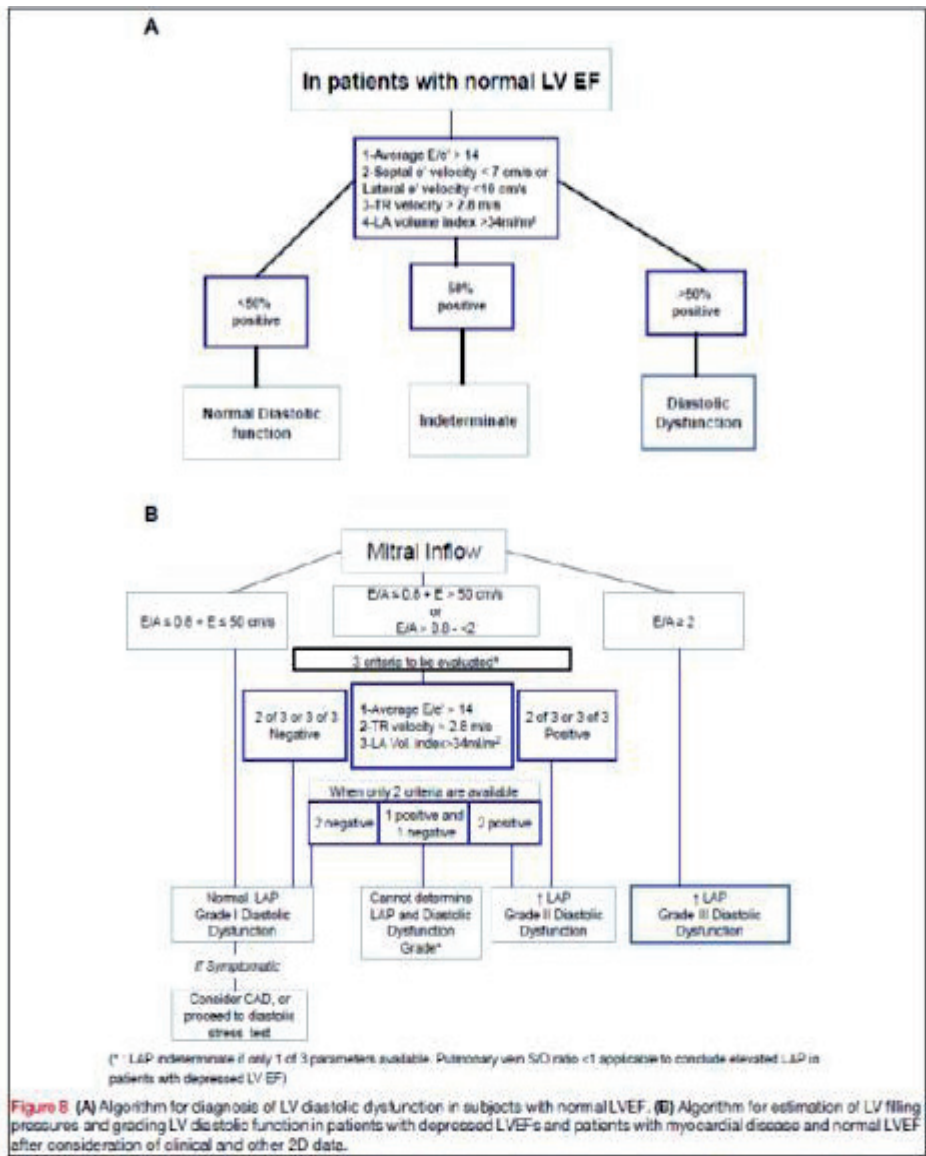 A
In patients with normal LV EF
1-Average E/e' > 14
2-Septal e' velocity < 7 cm/s or
Lateral e' velocity <10 cm/s
3-TR velocity > 2.8 m/s
4-LA volume index >34ml/m²
<50%
positive
50%
positive
>50%
positive
Normal Diastolic
function
Indeterminate
Diastolic
Dysfunction
B
Mitral Inflow
E/A ≤ 0.8 + E ≤ 50 cm/s
E/A ≤ 0.8 + E > 50 cm/s
or
E/A > 0.8 - <2
E/A ≥ 2
3 criteria to be evaluated*
2 of 3 or 3 of 3
Negative
1-Average E/e' > 14
2-TR velocity > 2.8 m/s
3-LA Vol. index>34ml/m²
2 of 3 or 3 of 3
Positive
When only 2 criteria are available
2 negative
1 positive and
1 negative
2 positive
Normal LAP
Grade I Diastolic
Dysfunction
Cannot determine
LAP and Diastolic
Dysfunction
Grade*
↑ LAP
Grade II Diastolic
Dysfunction
↑ LAP
Grade III Diastolic
Dysfunction
If Symptomatic
Consider CAD, or
proceed to diastolic
stress test
(* : LAP indeterminate if only 1 of 3 parameters available. Pulmonary vein S/D ratio <1 applicable to conclude elevated LAP in
patients with depressed LV EF)
Figure 8 (A) Algorithm for diagnosis of LV diastolic dysfunction in subjects with normal LVEF. (B) Algorithm for estimation of LV filling
pressures and grading LV diastolic function in patients with depressed LVEFs and patients with myocardial disease and normal LVEF
after consideration of clinical and other 2D data.